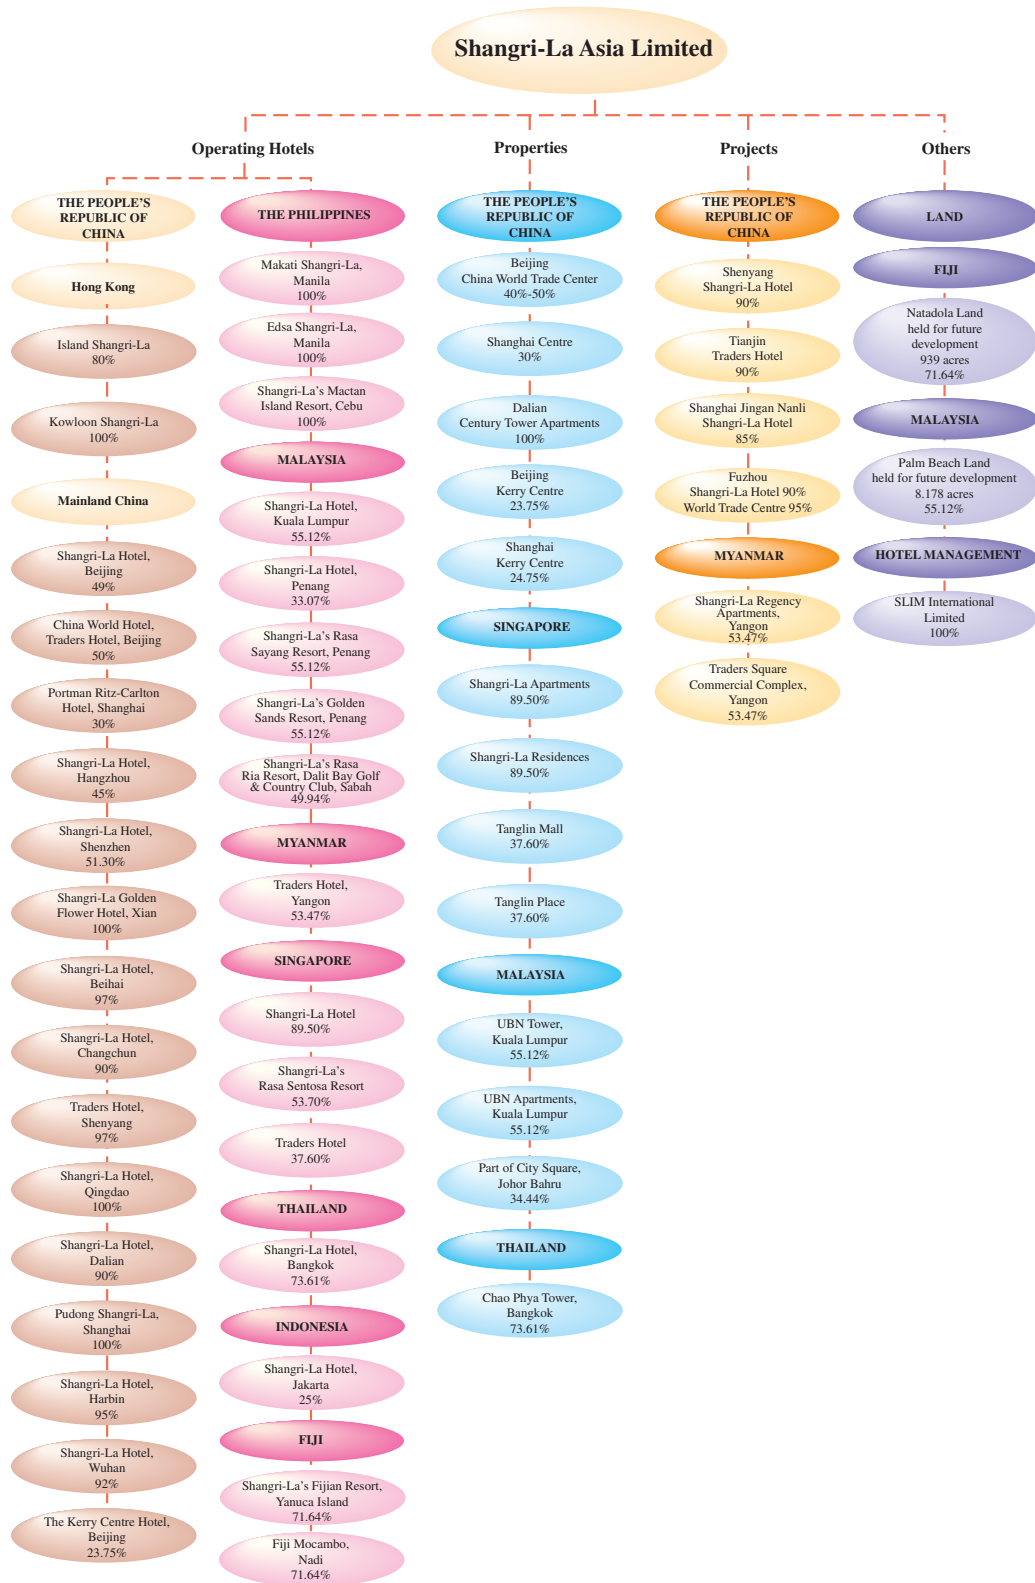 Shangri-La Asia Limited
Operating Hotels
Properties
Projects
Others
THE PEOPLE'S
REPUBLIC OF
CHINA
Hong Kong
Island Shangri-La
80%
Kowloon Shangri-La
100%
Mainland China
Shangri-La Hotel,
Beijing
49%
China World Hotel,
Traders Hotel, Beijing
50%
Portman Ritz-Carlton
Hotel, Shanghai
30%
Shangri-La Hotel,
Hangzhou
45%
Shangri-La Hotel,
Shenzhen
51.30%
Shangri-La Golden
Flower Hotel, Xian
100%
Shangri-La Hotel,
Beihai
97%
Shangri-La Hotel,
Changchun
90%
Traders Hotel,
Shenyang
97%
Shangri-La Hotel,
Qingdao
100%
Shangri-La Hotel,
Dalian
90%
Pudong Shangri-La,
Shanghai
100%
Shangri-La Hotel,
Harbin
95%
Shangri-La Hotel,
Wuhan
92%
The Kerry Centre Hotel,
Beijing
23.75%
THE PHILIPPINES
Makati Shangri-La,
Manila
100%
Edsa Shangri-La,
Manila
100%
Shangri-La's Mactan
Island Resort, Cebu
100%
MALAYSIA
Shangri-La Hotel,
Kuala Lumpur
55.12%
Shangri-La Hotel,
Penang
33.07%
Shangri-La's Rasa
Sayang Resort, Penang
55.12%
Shangri-La's Golden
Sands Resort, Penang
55.12%
Shangri-La's Rasa
Ria Resort, Dalit Bay Golf
& Country Club, Sabah
49.94%
MYANMAR
Traders Hotel,
Yangon
53.47%
SINGAPORE
Shangri-La Hotel
89.50%
Shangri-La's
Rasa Sentosa Resort
53.70%
Traders Hotel
37.60%
THAILAND
Shangri-La Hotel,
Bangkok
73.61%
INDONESIA
Shangri-La Hotel,
Jakarta
25%
FIJI
Shangri-La's Fijian Resort,
Yanuca Island
71.64%
Fiji Mocambo,
Nadi
71.64%
THE PEOPLE'S
REPUBLIC OF
CHINA
Beijing
China World Trade Center
40%-50%
Shanghai Centre
30%
Dalian
Century Tower Apartments
100%
Beijing
Kerry Centre
23.75%
Shanghai
Kerry Centre
24.75%
SINGAPORE
Shangri-La Apartments
89.50%
Shangri-La Residences
89.50%
Tanglin Mall
37.60%
Tanglin Place
37.60%
MALAYSIA
UBN Tower,
Kuala Lumpur
55.12%
UBN Apartments,
Kuala Lumpur
55.12%
Part of City Square,
Johor Bahru
34.44%
THAILAND
Chao Phya Tower,
Bangkok
73.61%
THE PEOPLE'S
REPUBLIC OF
CHINA
Shenyang
Shangri-La Hotel
90%
Tianjin
Traders Hotel
90%
Shanghai Jingan Nanli
Shangri-La Hotel
85%
Fuzhou
Shangri-La Hotel 90%
World Trade Centre 95%
MYANMAR
Shangri-La Regency
Apartments,
Yangon
53.47%
Traders Square
Commercial Complex,
Yangon
53.47%
LAND
FIJI
Natadola Land
held for future
development
939 acres
71.64%
MALAYSIA
Palm Beach Land
held for future development
8.178 acres
55.12%
HOTEL MANAGEMENT
SLIM International
Limited
100%